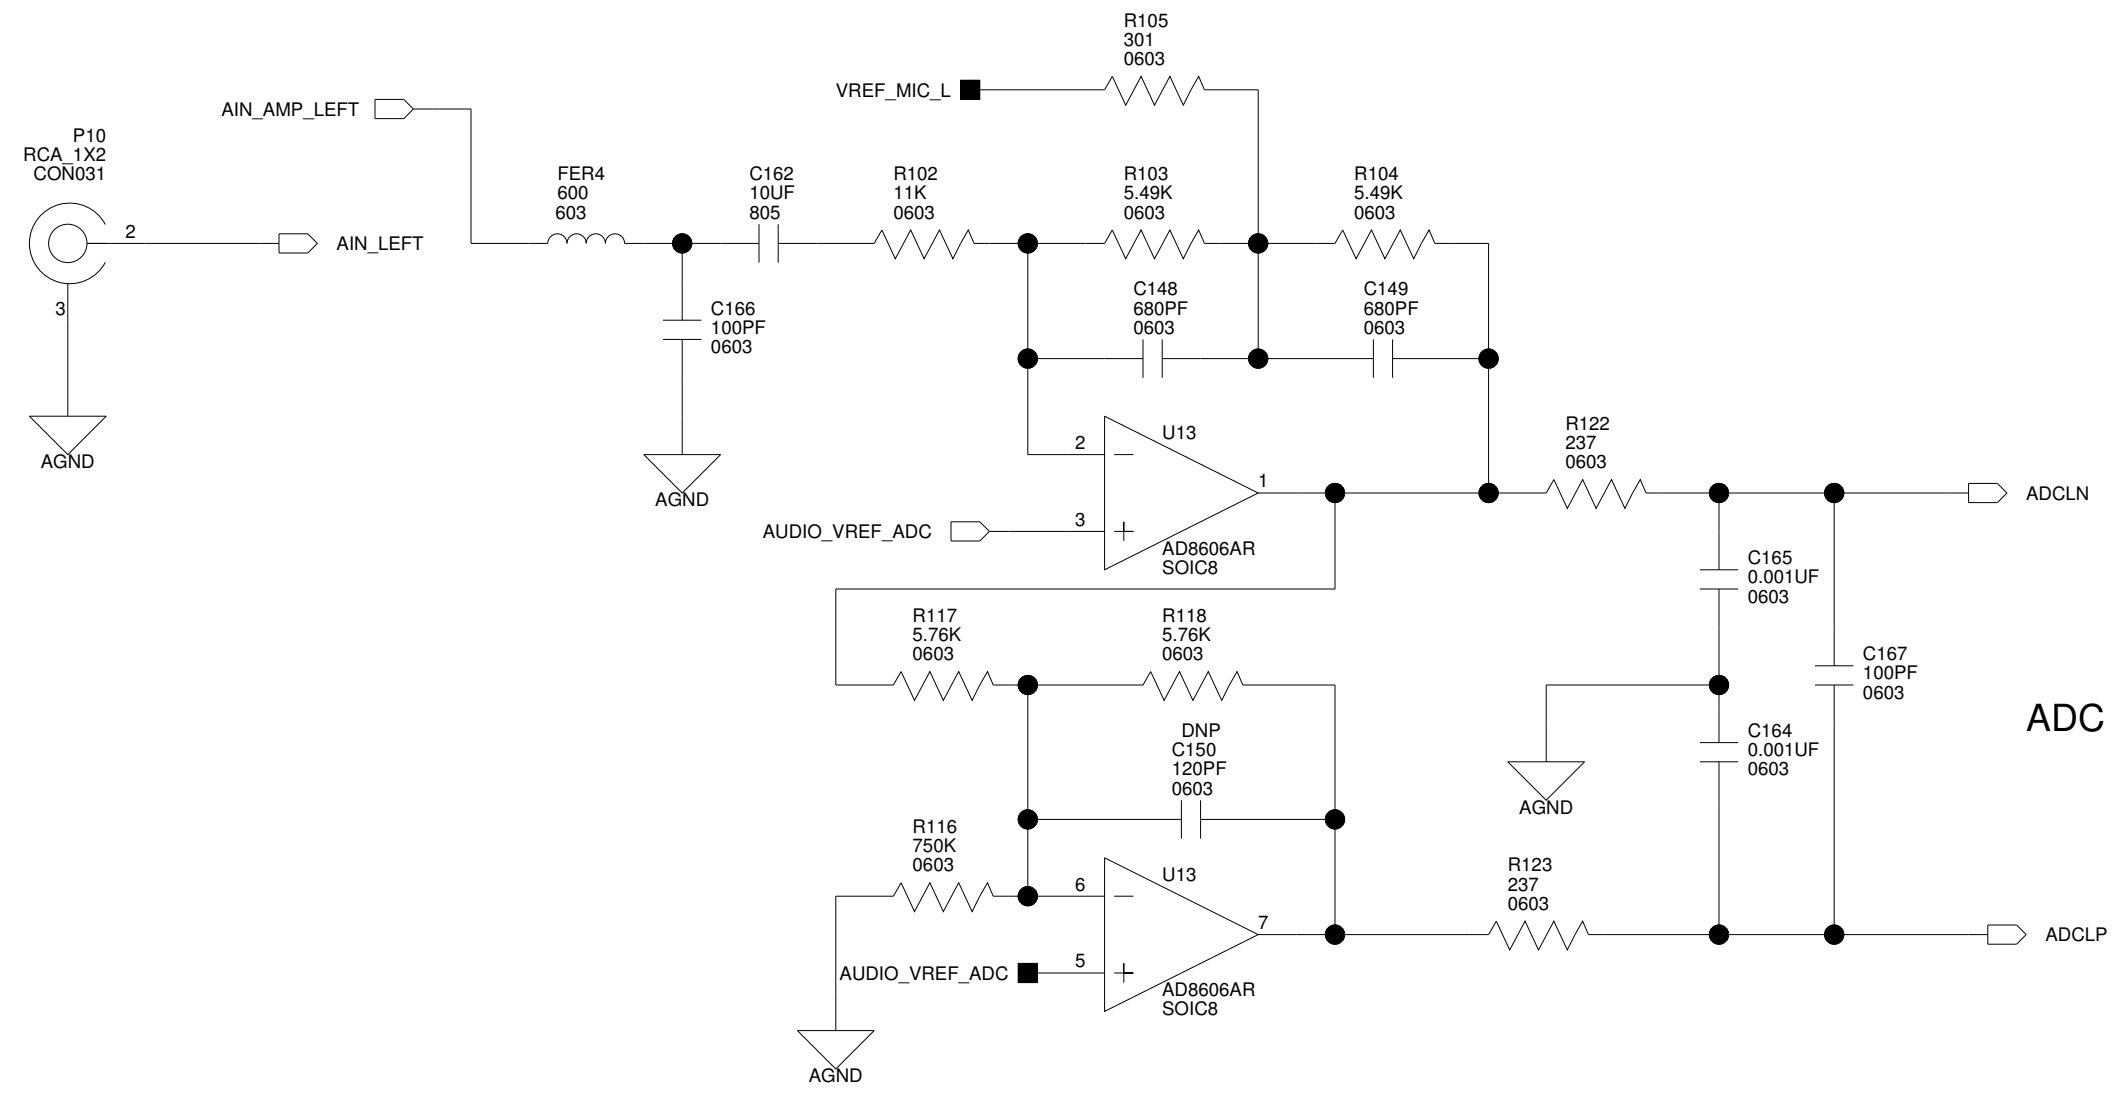 R105
301
0603
VREF_MIC_L
AIN_AMP_LEFT
P10
RCA_1X2
CON031
2
AIN_LEFT
3
AGND
FER4
600
603
C162
10UF
805
R102
11K
0603
R103
5.49K
0603
R104
5.49K
0603
C166
100PF
0603
AGND
C148
680PF
0603
C149
680PF
0603
2
U13
1
AUDIO_VREF_ADC
3
AD8606AR
SOIC8
R122
237
0603
ADCLN
C165
0.001UF
0603
R117
5.76K
0603
R118
5.76K
0603
C167
100PF
0603
ADC
DNP
C150
120PF
0603
C164
0.001UF
0603
AGND
R116
750K
0603
6
U13
7
AUDIO_VREF_ADC
5
AD8606AR
SOIC8
R123
237
0603
ADCLP
AGND